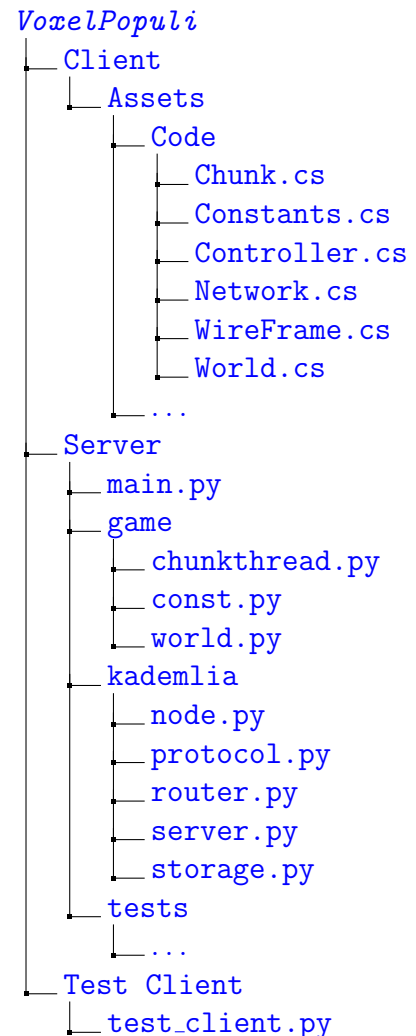 VoxelPopuli
Client
Assets
Code
Chunk.cs
Constants.cs
Controller.cs
Network.cs
WireFrame.cs
World.cs
...
Server
main.py
game
chunkthread.py
const.py
world.py
kademlia
node.py
protocol.py
router.py
server.py
storage.py
tests
...
Test Client
test_client.py